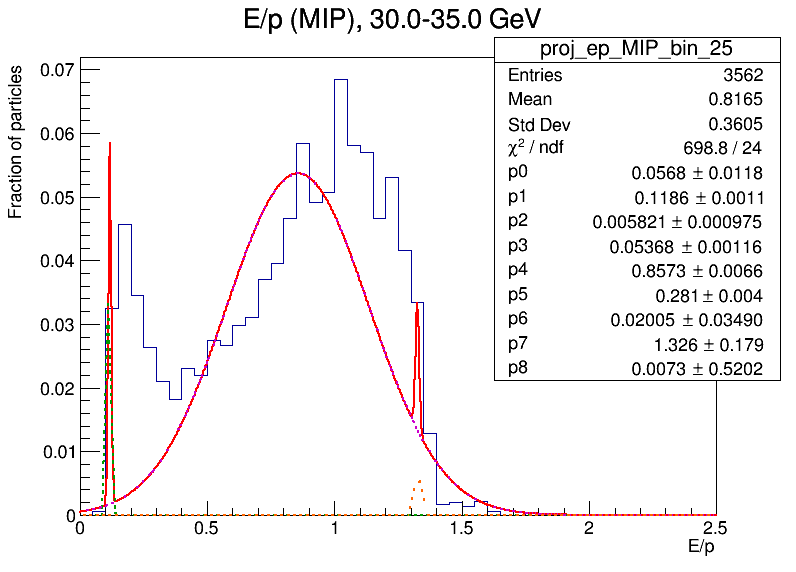 E/p (MIP), 30.0-35.0 GeV
proj_ep_MIP_bin_25
Entries 3562
Mean 0.8165
Std Dev 0.3605
χ² / ndf 698.8 / 24
p0 0.0568 ± 0.0118
p1 0.1186 ± 0.0011
p2 0.005821 ± 0.000975
p3 0.05368 ± 0.00116
p4 0.8573 ± 0.0066
p5 0.281 ± 0.004
p6 0.02005 ± 0.03490
p7 1.326 ± 0.179
p8 0.0073 ± 0.5202
Fraction of particles
0.07
0.06
0.05
0.04
0.03
0.02
0.01
0
0 0.5 1 1.5 2 2.5
E/p